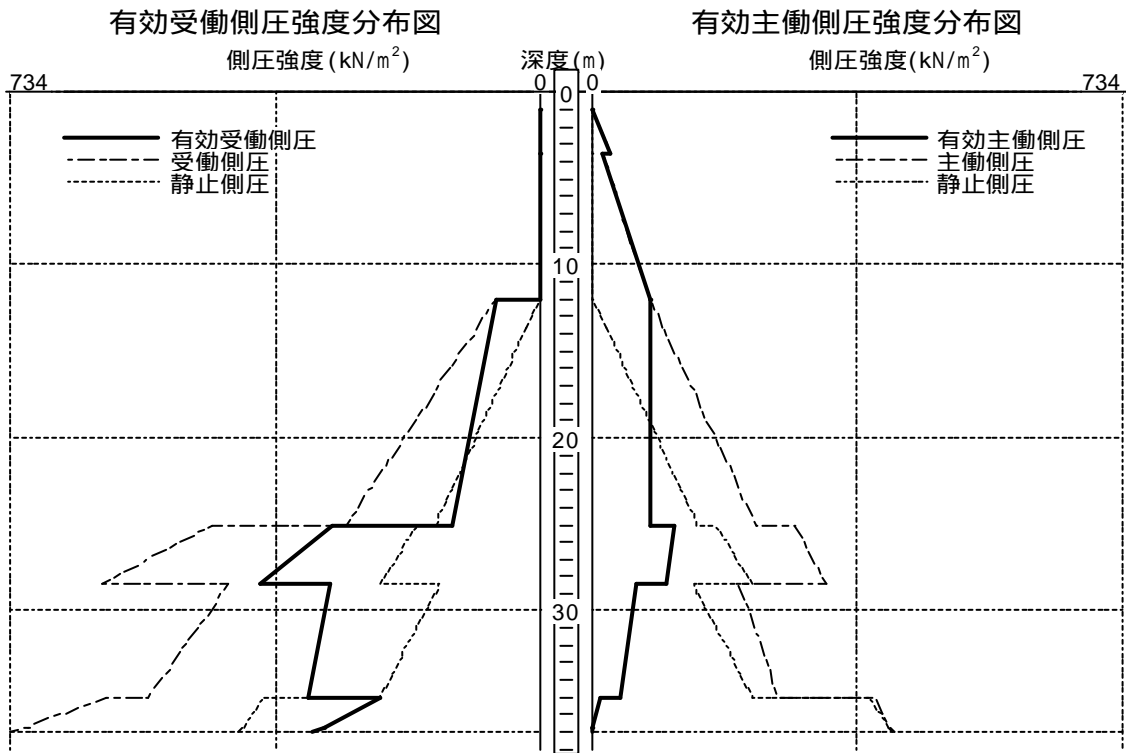 有効受働側圧強度分布図
有効主働側圧強度分布図
側圧強度(kN/m²)
深度(m)
側圧強度(kN/m²)
734
0
0
0
734
有効受働側圧
受働側圧
静止側圧
有効主働側圧
主働側圧
静止側圧
10
20
30